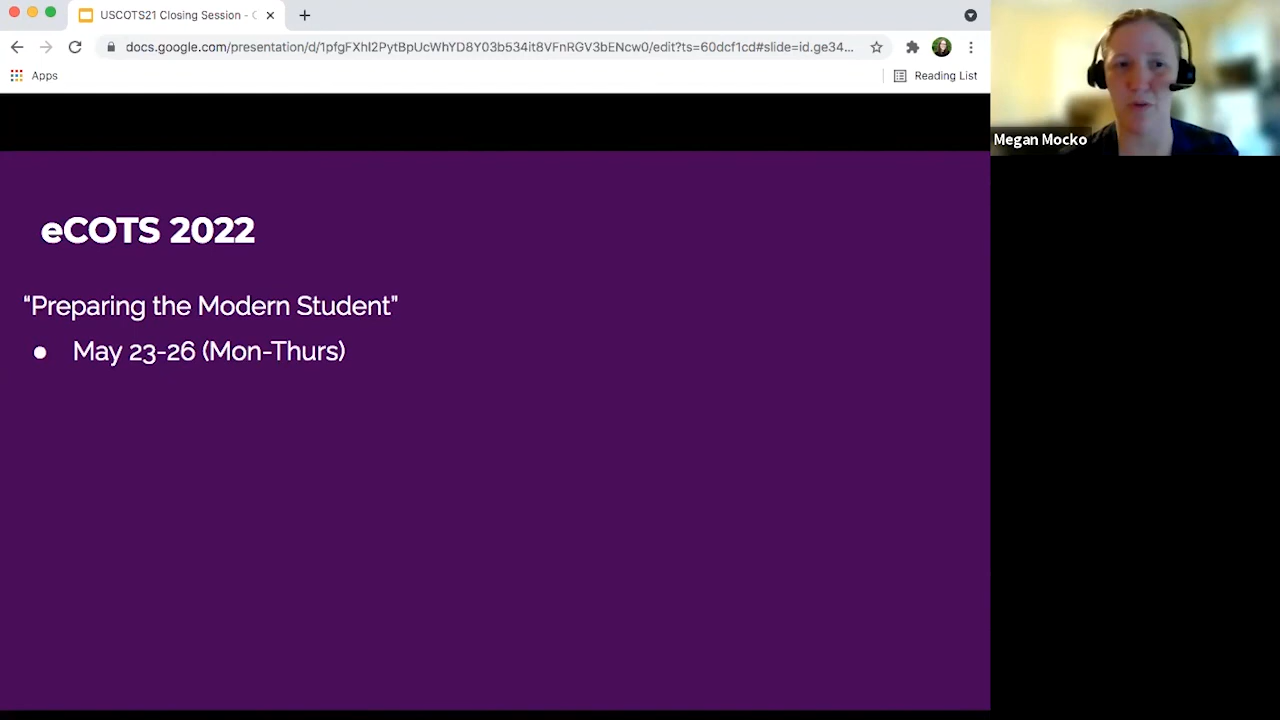 USCOTS21 Closing Session - 
docs.google.com/presentation/d/1pfgFXhI2PytBpUcWhYD8Y03b534it8VFnRGV3bENcw0/edit?ts=60dcf1cd#slide=id.ge34...
Apps
Reading List
Megan Mocko
eCOTS 2022
“Preparing the Modern Student”
● May 23-26 (Mon-Thurs)